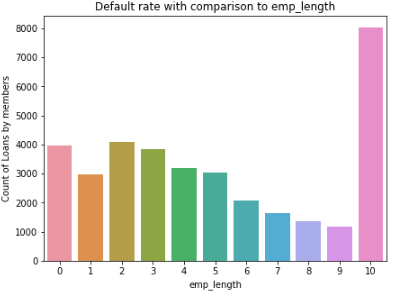 Default rate with comparison to emp_length
8000
7000
6000
5000
4000
3000
2000
1000
0
Count of Loans by members
0 1 2 3 4 5 6 7 8 9 10
emp_length